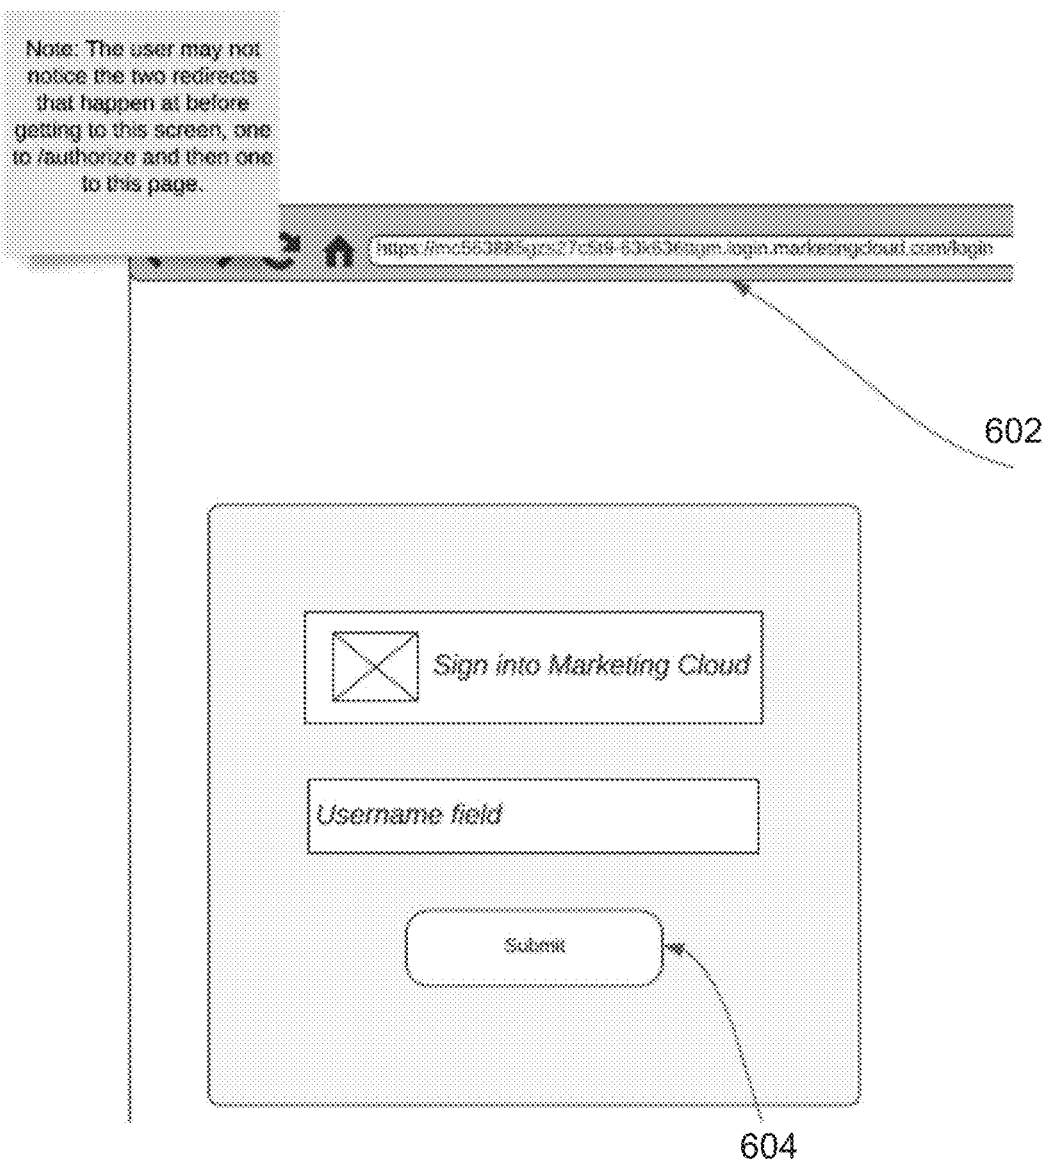 Note: The user may not
notice the two redirects
that happen at before
getting to this screen, one
to /authorize and then one
to this page.
602
Sign into Marketing Cloud
Username field
Submit
604